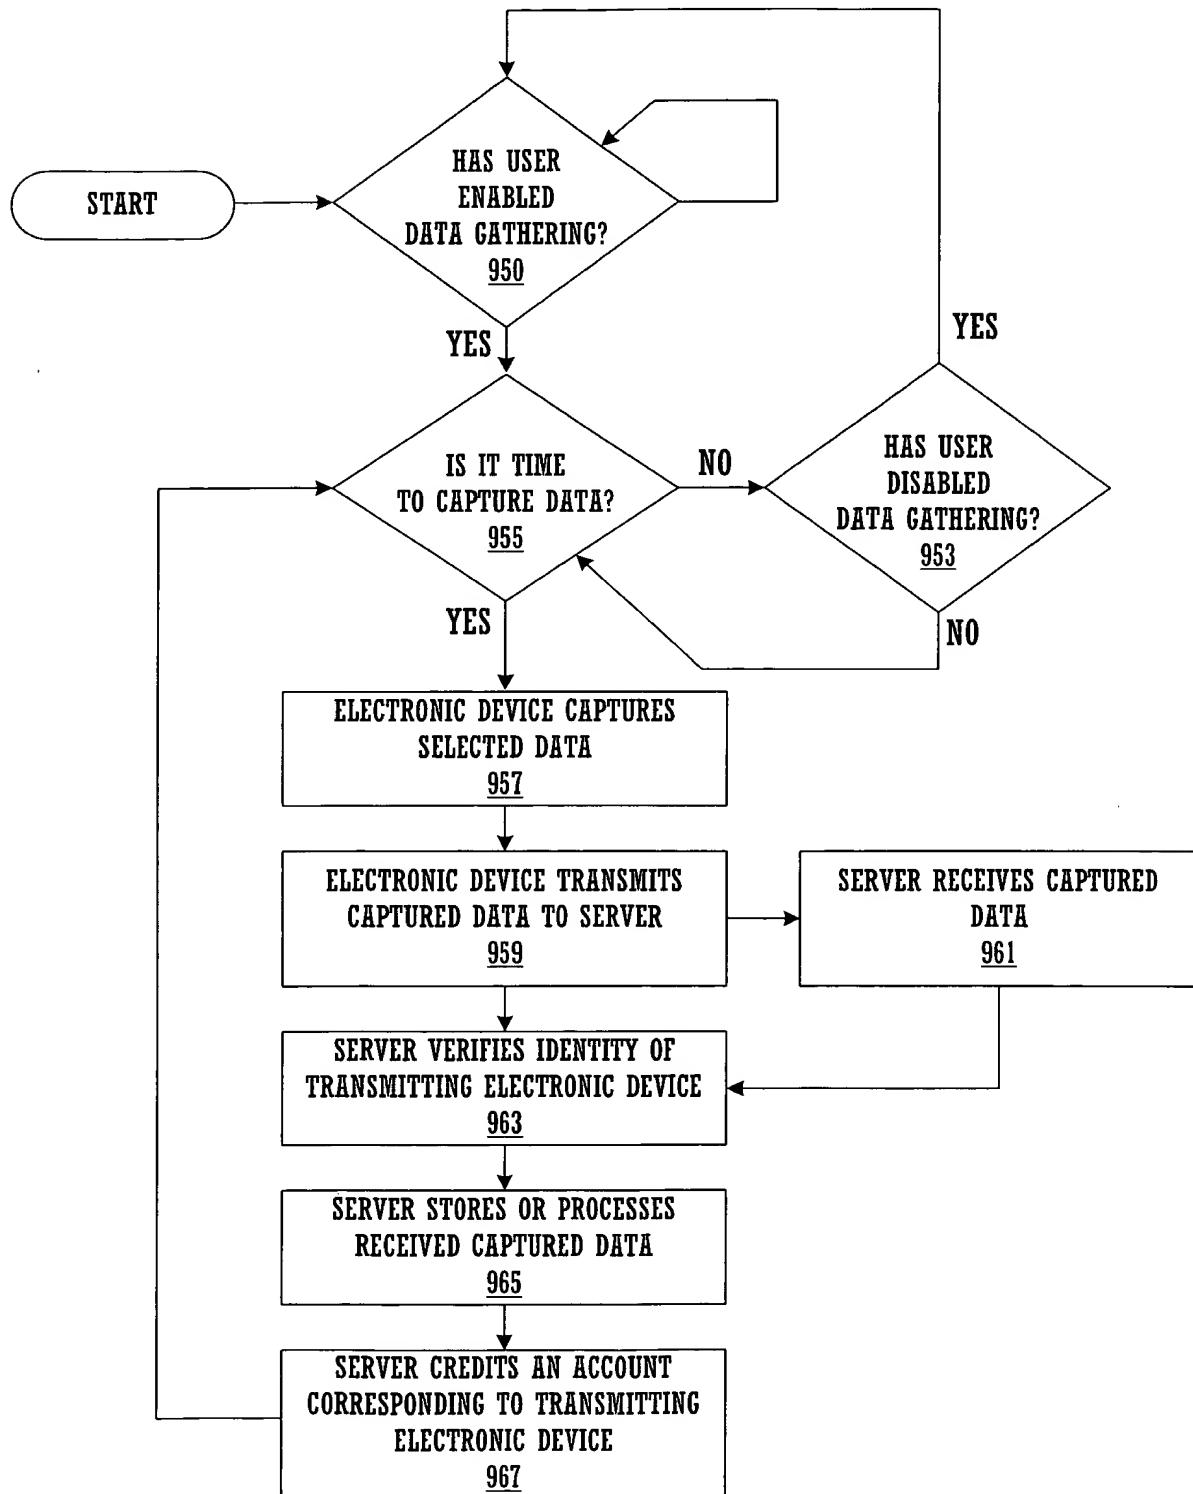 START
HAS USER
ENABLED
DATA GATHERING?
950
YES
YES
IS IT TIME
TO CAPTURE DATA?
955
NO
HAS USER
DISABLED
DATA GATHERING?
953
YES
NO
ELECTRONIC DEVICE CAPTURES
SELECTED DATA
957
ELECTRONIC DEVICE TRANSMITS
CAPTURED DATA TO SERVER
959
SERVER RECEIVES CAPTURED
DATA
961
SERVER VERIFIES IDENTITY OF
TRANSMITTING ELECTRONIC DEVICE
963
SERVER STORES OR PROCESSES
RECEIVED CAPTURED DATA
965
SERVER CREDITS AN ACCOUNT
CORRESPONDING TO TRANSMITTING
ELECTRONIC DEVICE
967